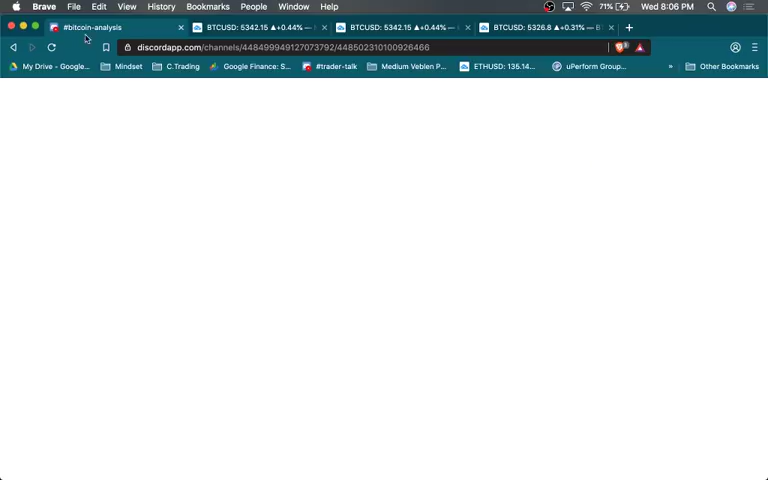 Brave File Edit View History Bookmarks People Window Help 71% Wed 8:06 PM
#bitcoin-analysis BTCUSD: 5342.15 ▲+0.44% — BTCUSD: 5342.15 ▲+0.44% — BTCUSD: 5326.8 ▲+0.31% — B
discordapp.com/channels/448499949127073792/448502310100926466
My Drive - Google... Mindset C.Trading Google Finance: S... #trader-talk Medium Veblen P... ETHUSD: 135.14... uPerform Group... » Other Bookmarks